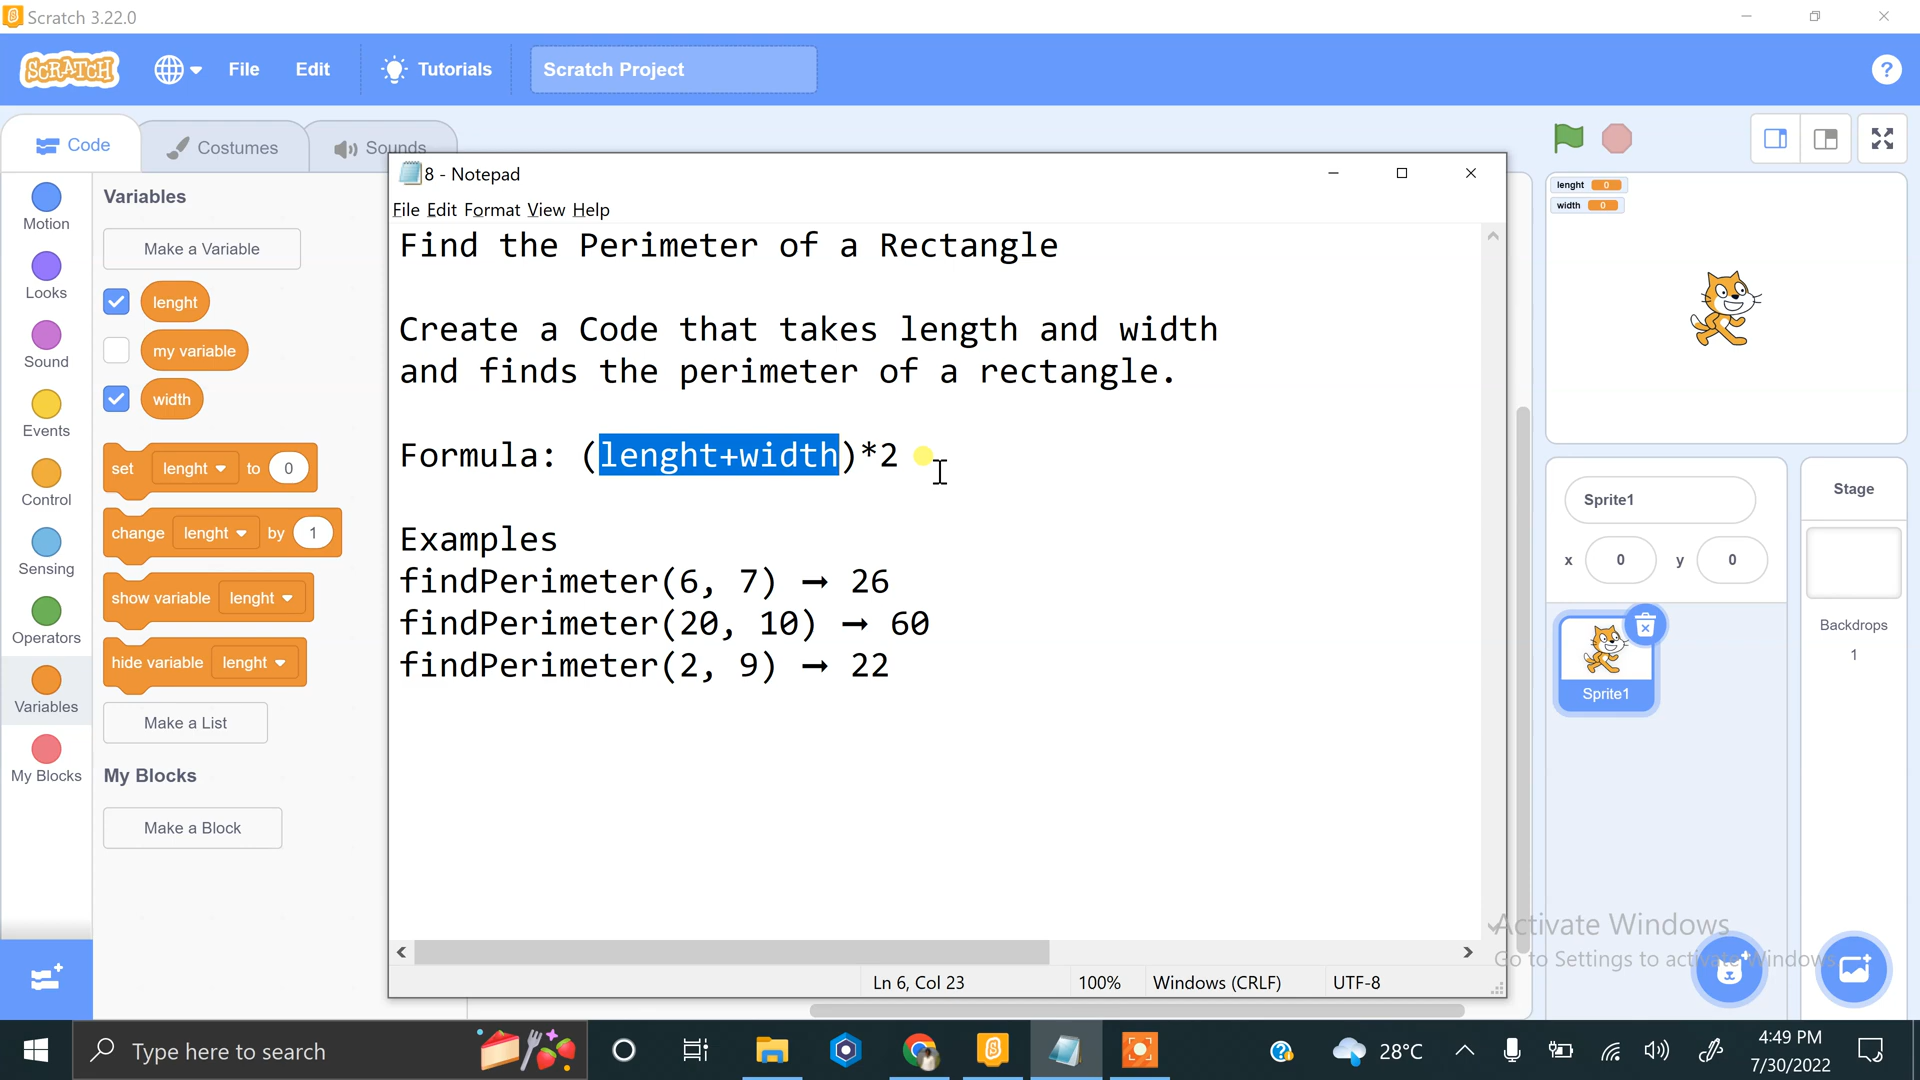 Scratch 3.22.0
SCRATCH
File
Edit
Tutorials
Scratch Project
?
Code
Costumes
Sounds
Motion
Looks
Sound
Events
Control
Sensing
Operators
Variables
My Blocks
Variables
Make a Variable
lenght
my variable
width
set lenght to 0
change lenght by 1
show variable lenght
hide variable lenght
Make a List
My Blocks
Make a Block
8 - Notepad
File Edit Format View Help
Find the Perimeter of a Rectangle
Create a Code that takes length and width
and finds the perimeter of a rectangle.
Formula: (lenght+width)*2
Examples
findPerimeter(6, 7) → 26
findPerimeter(20, 10) → 60
findPerimeter(2, 9) → 22
Ln 6, Col 23
100%
Windows (CRLF)
UTF-8
lenght 0
width 0
Sprite1
x 0 y 0
Sprite1
Stage
Backdrops
1
Activate Windows
Go to Settings to activate Windows.
Type here to search
28°C
4:49 PM
7/30/2022